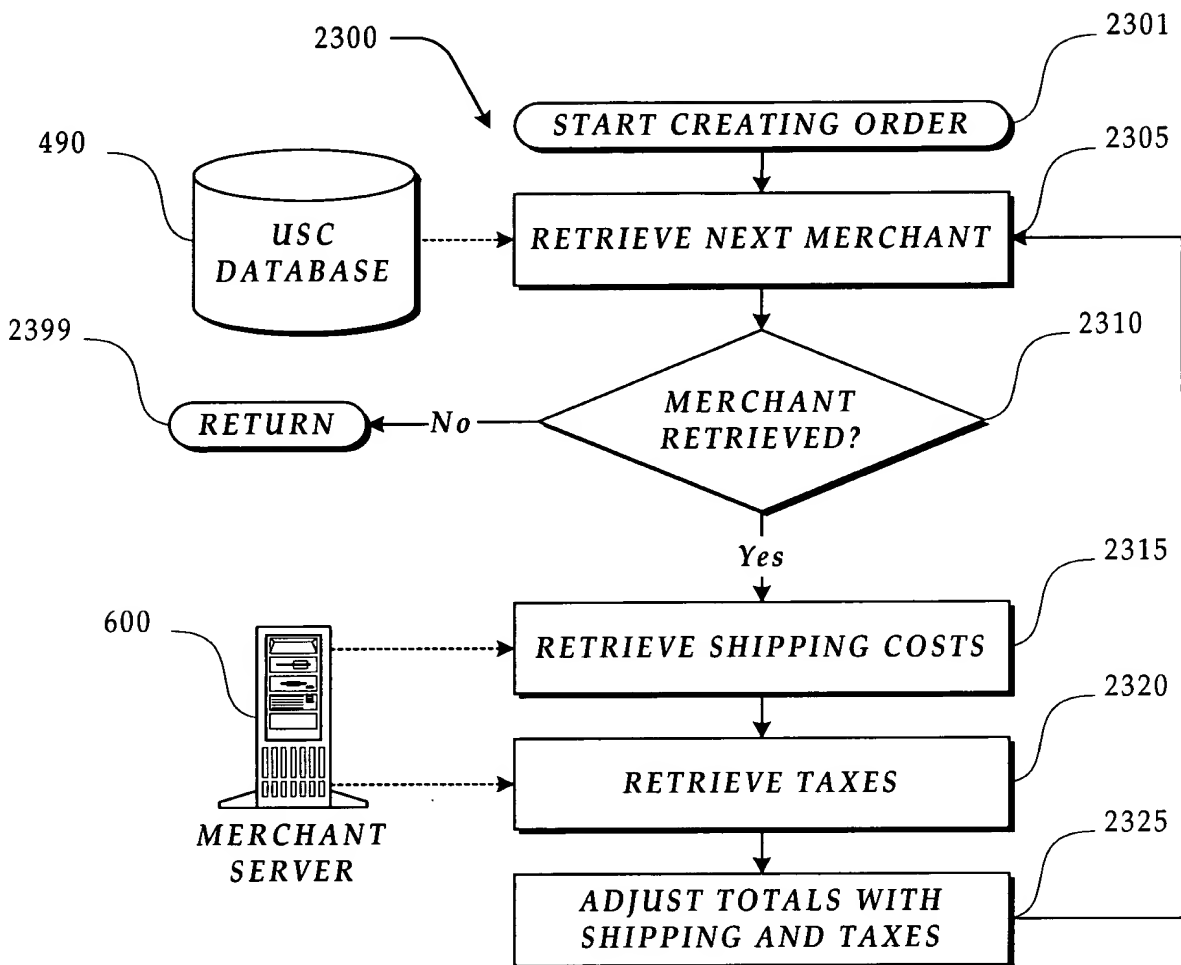 2300
2301
START CREATING ORDER
490
2305
USC
DATABASE
RETRIEVE NEXT MERCHANT
2399
2310
RETURN
No
MERCHANT
RETRIEVED?
Yes
2315
600
RETRIEVE SHIPPING COSTS
2320
RETRIEVE TAXES
MERCHANT
SERVER
2325
ADJUST TOTALS WITH
SHIPPING AND TAXES